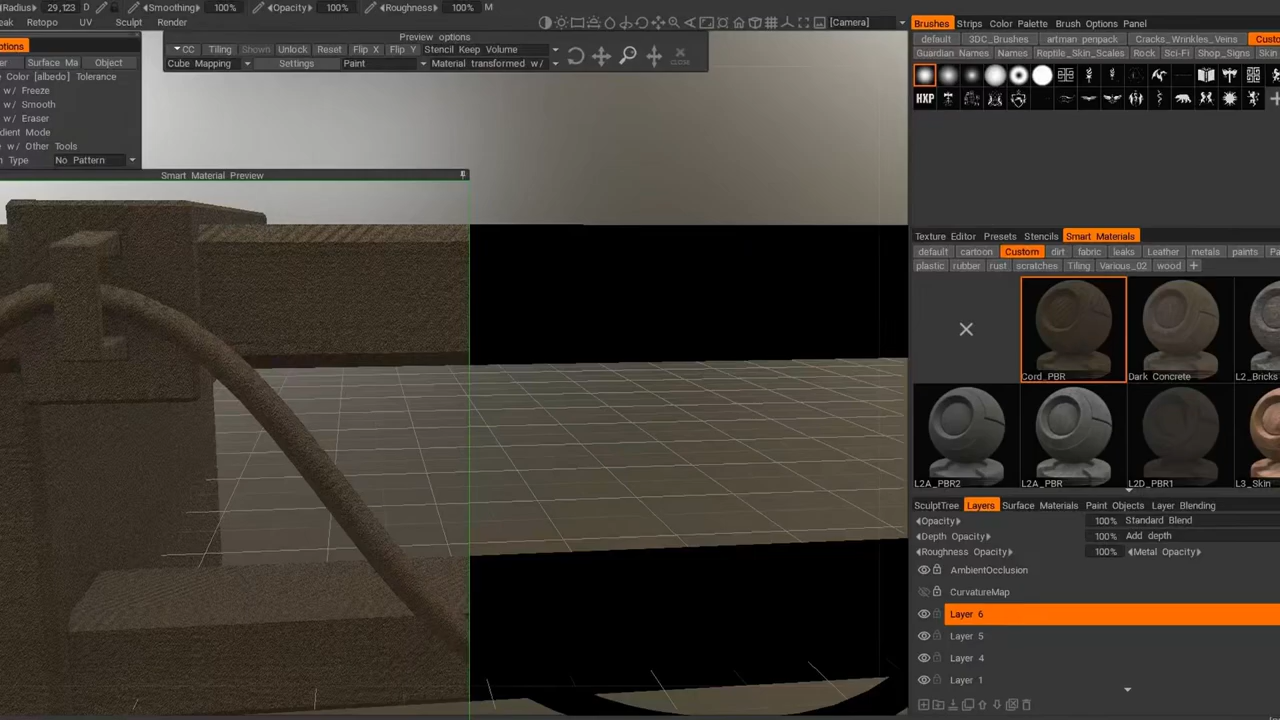 Radius 29,123 D Smoothing 100% Opacity 100% Roughness 100% M
Retopo UV Sculpt Render
[Camera]
Preview options
CC Tiling Shown Unlock Reset Flip X Flip Y Stencil Keep Volume
Cube Mapping Settings Paint Material transformed w/
CLOSE
Surface Ma Object
Color [albedo] Tolerance
w/ Freeze
w/ Smooth
w/ Eraser
Mode
w/ Other Tools
Type No Pattern
Smart Material Preview
Brushes Strips Color Palette Brush Options Panel
default 3DC_Brushes artman penpack Cracks_Wrinkles_Veins
Guardian Names Names Reptile_Skin_Scales Rock Sci-Fi Shop_Signs Skin
HXP
Texture Editor Presets Stencils Smart Materials
default cartoon Custom dirt fabric leaks Leather metals paints
plastic rubber rust scratches Tiling Various_02 wood +
Cord_PBR Dark Concrete L2_Bricks
L2A_PBR2 L2A_PBR L2D_PBR1 L3_Skin
SculptTree Layers Surface Materials Paint Objects Layer Blending
Opacity 100% Standard Blend
Depth Opacity 100% Add depth
Roughness Opacity 100% Metal Opacity
AmbientOcclusion
CurvatureMap
Layer 6
Layer 5
Layer 4
Layer 1